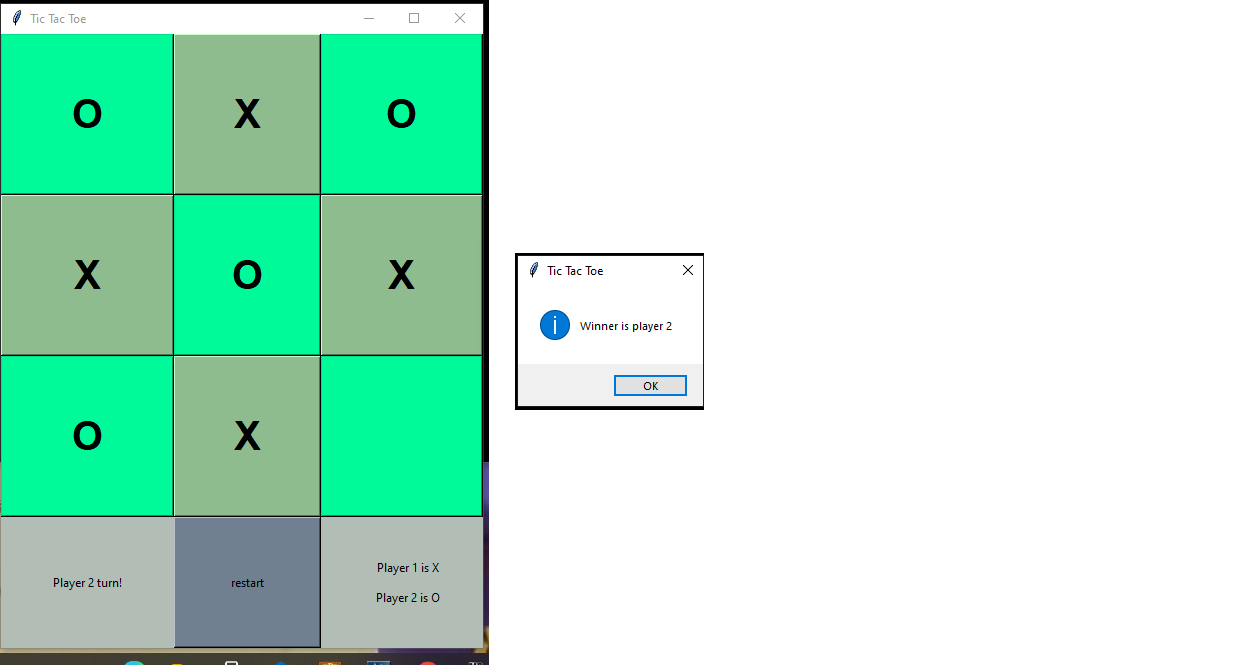 Tic Tac Toe
O X O
X O X
O X
Player 2 turn!
restart
Player 1 is X
Player 2 is O
Tic Tac Toe
Winner is player 2
OK